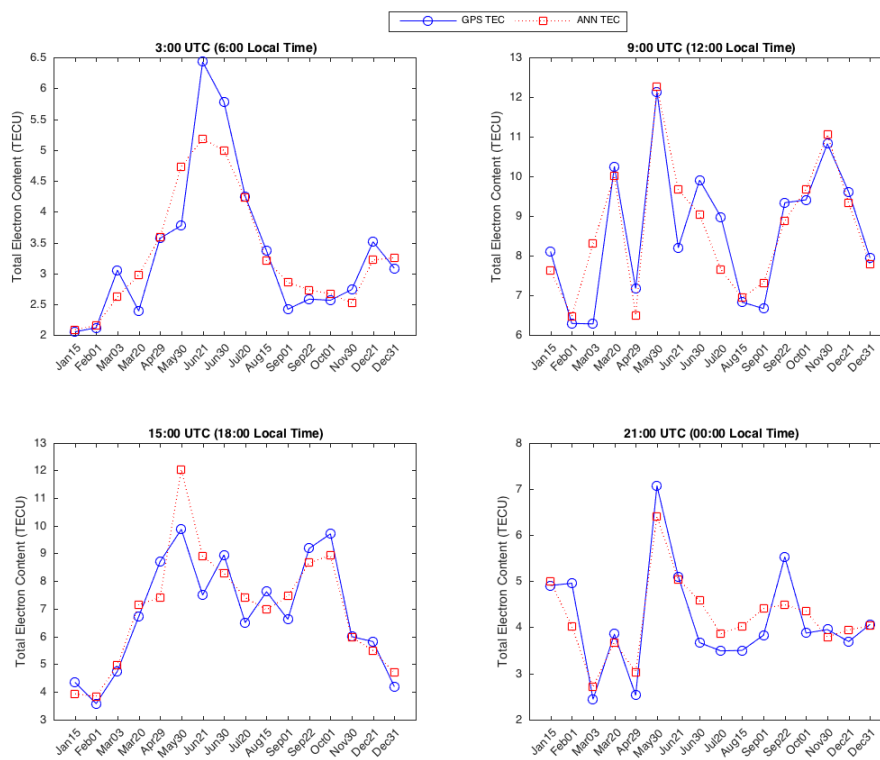 GPS TEC ANN TEC
3:00 UTC (6:00 Local Time)
Total Electron Content (TECU)
6.5
6
5.5
5
4.5
4
3.5
3
2.5
2
Jan15 Feb01 Mar03 Mar20 Apr29 May30 Jun21 Jun30 Jul20 Aug15 Sep01 Sep22 Oct01 Nov30 Dec21 Dec31
9:00 UTC (12:00 Local Time)
Total Electron Content (TECU)
13
12
11
10
9
8
7
6
Jan15 Feb01 Mar03 Mar20 Apr29 May30 Jun21 Jun30 Jul20 Aug15 Sep01 Sep22 Oct01 Nov30 Dec21 Dec31
15:00 UTC (18:00 Local Time)
Total Electron Content (TECU)
13
12
11
10
9
8
7
6
5
4
3
Jan15 Feb01 Mar03 Mar20 Apr29 May30 Jun21 Jun30 Jul20 Aug15 Sep01 Sep22 Oct01 Nov30 Dec21 Dec31
21:00 UTC (00:00 Local Time)
Total Electron Content (TECU)
8
7
6
5
4
3
2
Jan15 Feb01 Mar03 Mar20 Apr29 May30 Jun21 Jun30 Jul20 Aug15 Sep01 Sep22 Oct01 Nov30 Dec21 Dec31